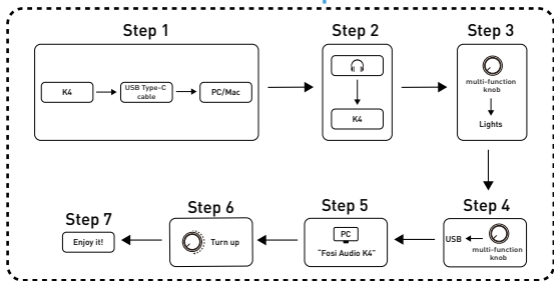 Step 1
K4
USB Type-C
cable
PC/Mac
Step 2
K4
Step 3
multi-function
knob
Lights
Step 4
USB
multi-function
knob
Step 5
PC
"Fosi Audio K4"
Step 6
Turn up
Step 7
Enjoy it!